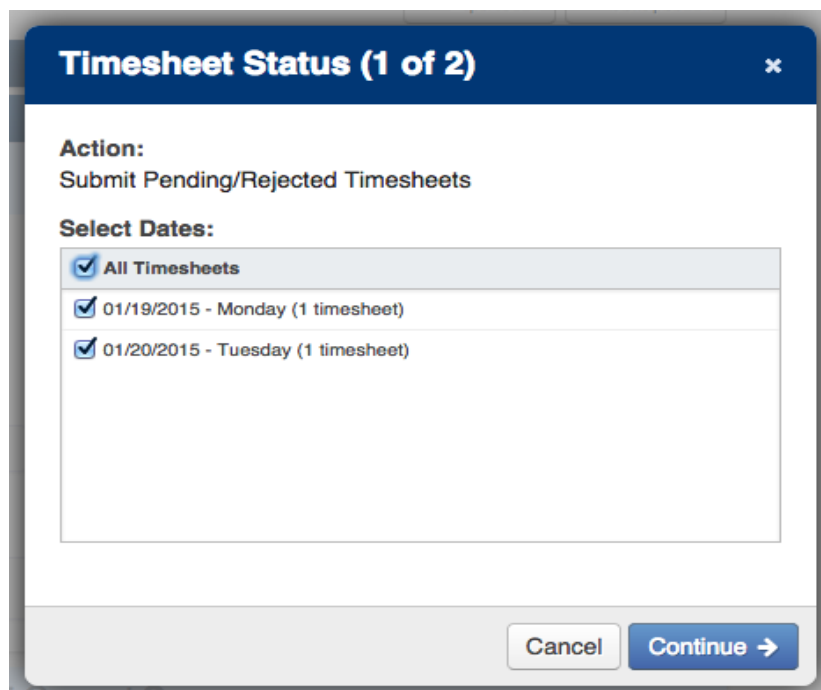 Timesheet Status (1 of 2)
Action:
Submit Pending/Rejected Timesheets
Select Dates:
All Timesheets
01/19/2015 - Monday (1 timesheet)
01/20/2015 - Tuesday (1 timesheet)
Cancel
Continue →